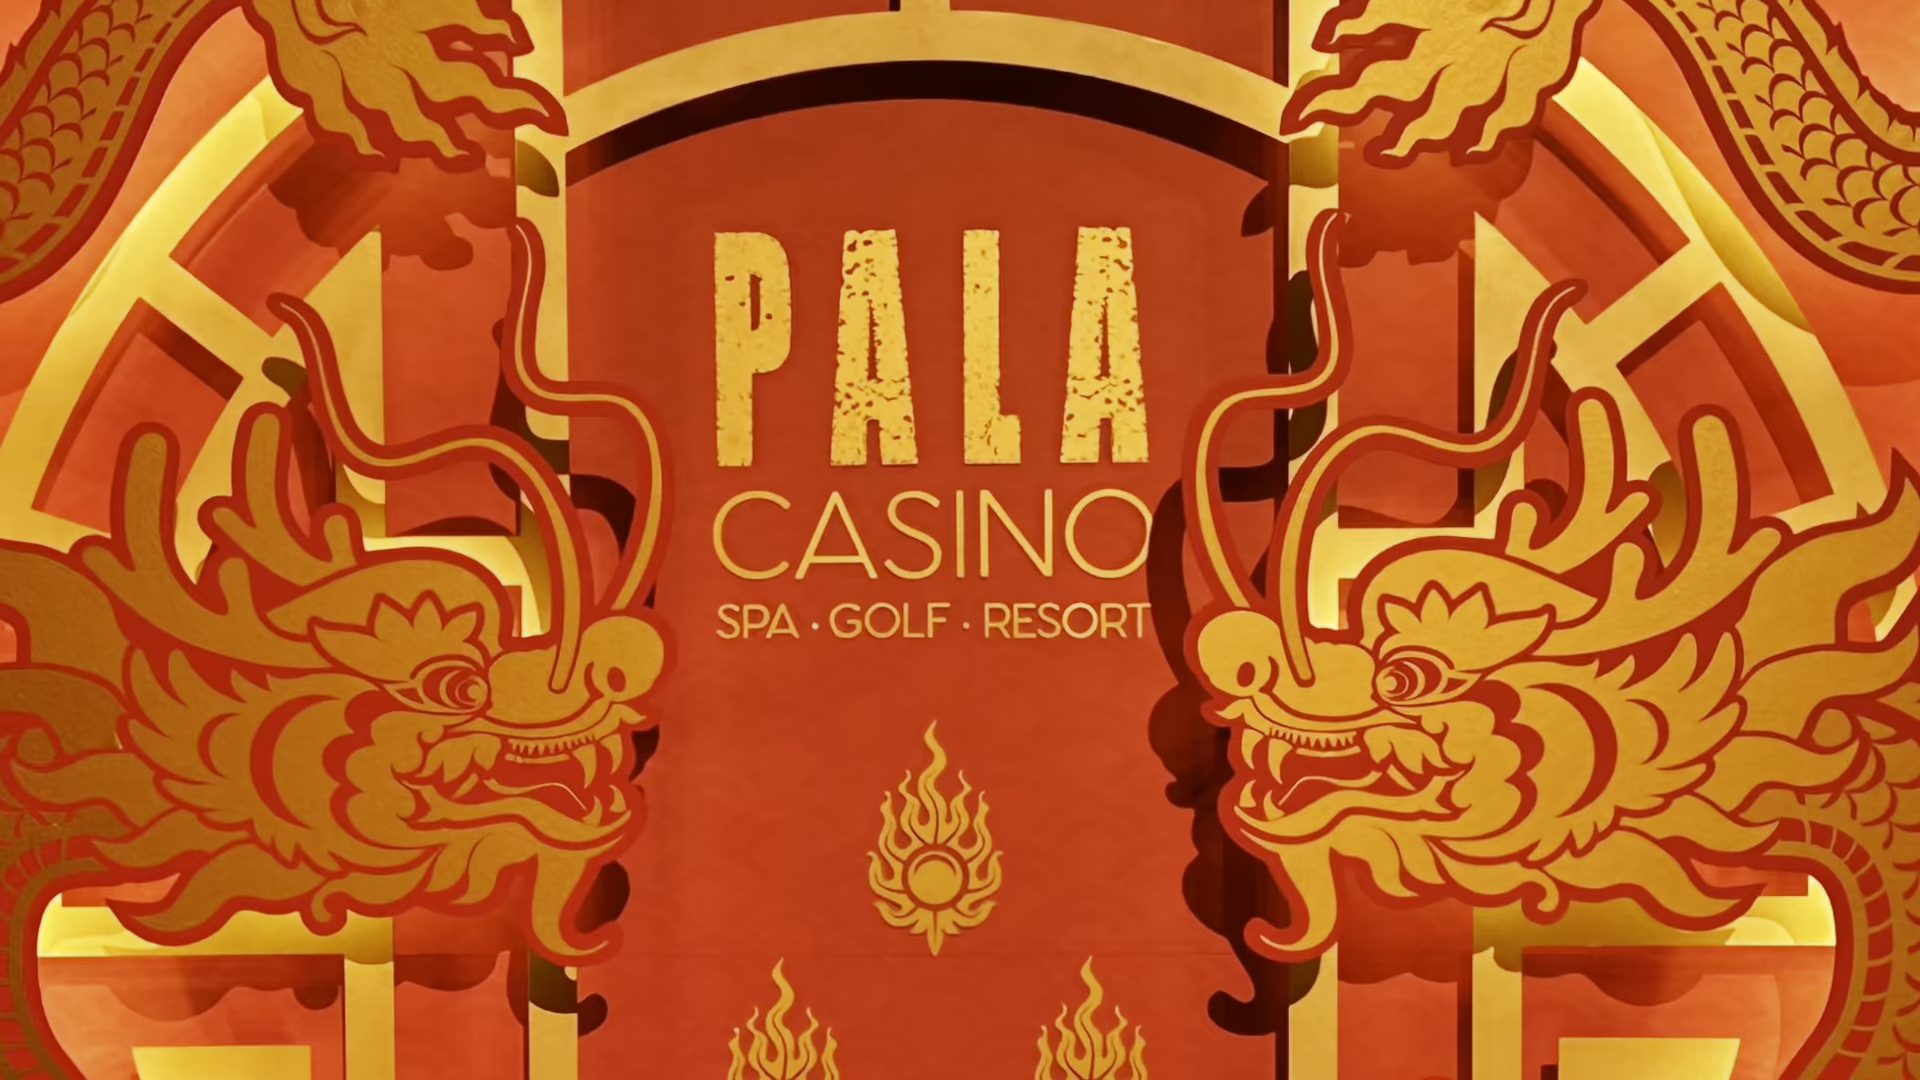 PALA
CASINO
SPA · GOLF · RESORT